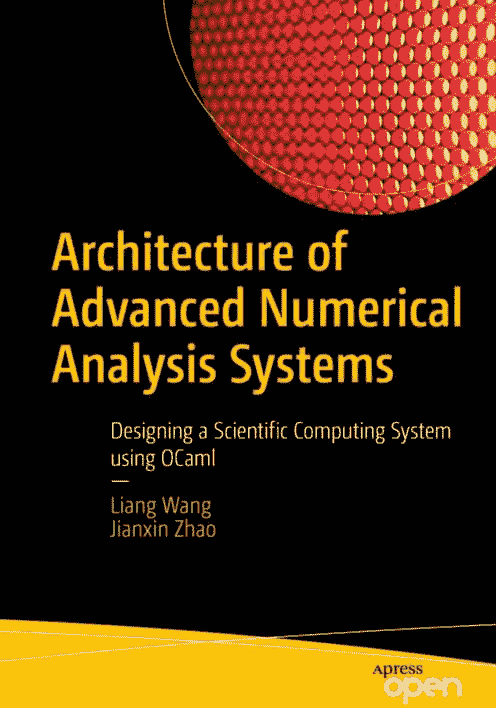 Architecture of
Advanced Numerical
Analysis Systems
Designing a Scientific Computing System
using OCaml
Liang Wang
Jianxin Zhao
Apress
open